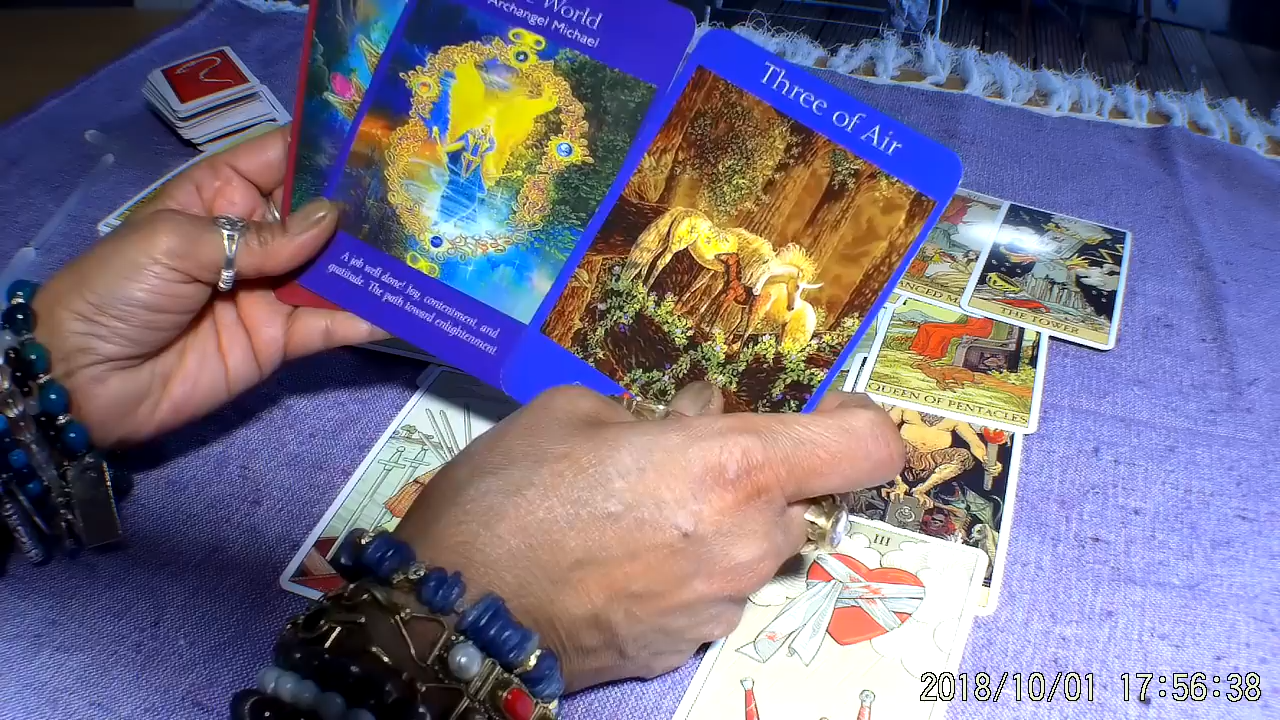 World
Archangel Michael
A job well done! Joy, contentment, and
gratitude. The path toward enlightenment.
Three of Air
THE TOWER
QUEEN OF PENTACLES
III
2018/10/01 17:56:38